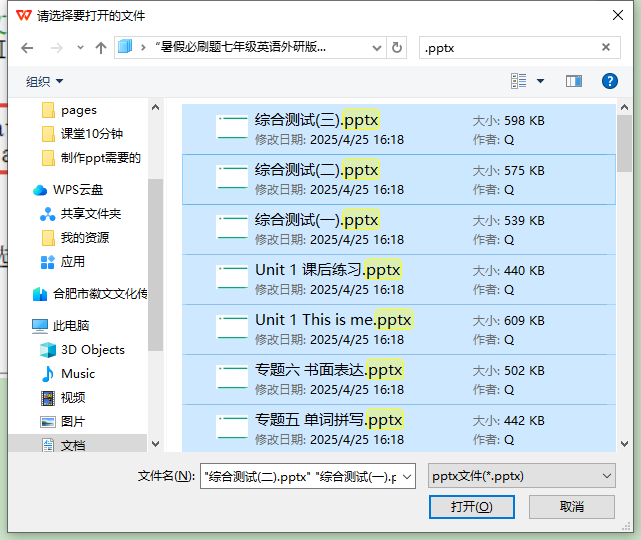 请选择要打开的文件
“暑假必刷题七年级英语外研版...
.pptx
组织
pages
课堂10分钟
制作ppt需要的
WPS云盘
共享文件夹
我的资源
应用
合肥市徽文文化传
此电脑
3D Objects
Music
视频
图片
文档
综合测试(三).pptx
修改日期: 2025/4/25 16:18
大小: 598 KB
作者: Q
综合测试(二).pptx
修改日期: 2025/4/25 16:18
大小: 575 KB
作者: Q
综合测试(一).pptx
修改日期: 2025/4/25 16:18
大小: 539 KB
作者: Q
Unit 1 课后练习.pptx
修改日期: 2025/4/25 16:18
大小: 440 KB
作者: Q
Unit 1 This is me.pptx
修改日期: 2025/4/25 16:18
大小: 609 KB
作者: Q
专题六 书面表达.pptx
修改日期: 2025/4/25 16:18
大小: 502 KB
作者: Q
专题五 单词拼写.pptx
修改日期: 2025/4/25 16:18
大小: 442 KB
作者: Q
文件名(N):
"综合测试(二).pptx" "综合测试(一).p
pptx文件(*.pptx)
打开(O)
取消